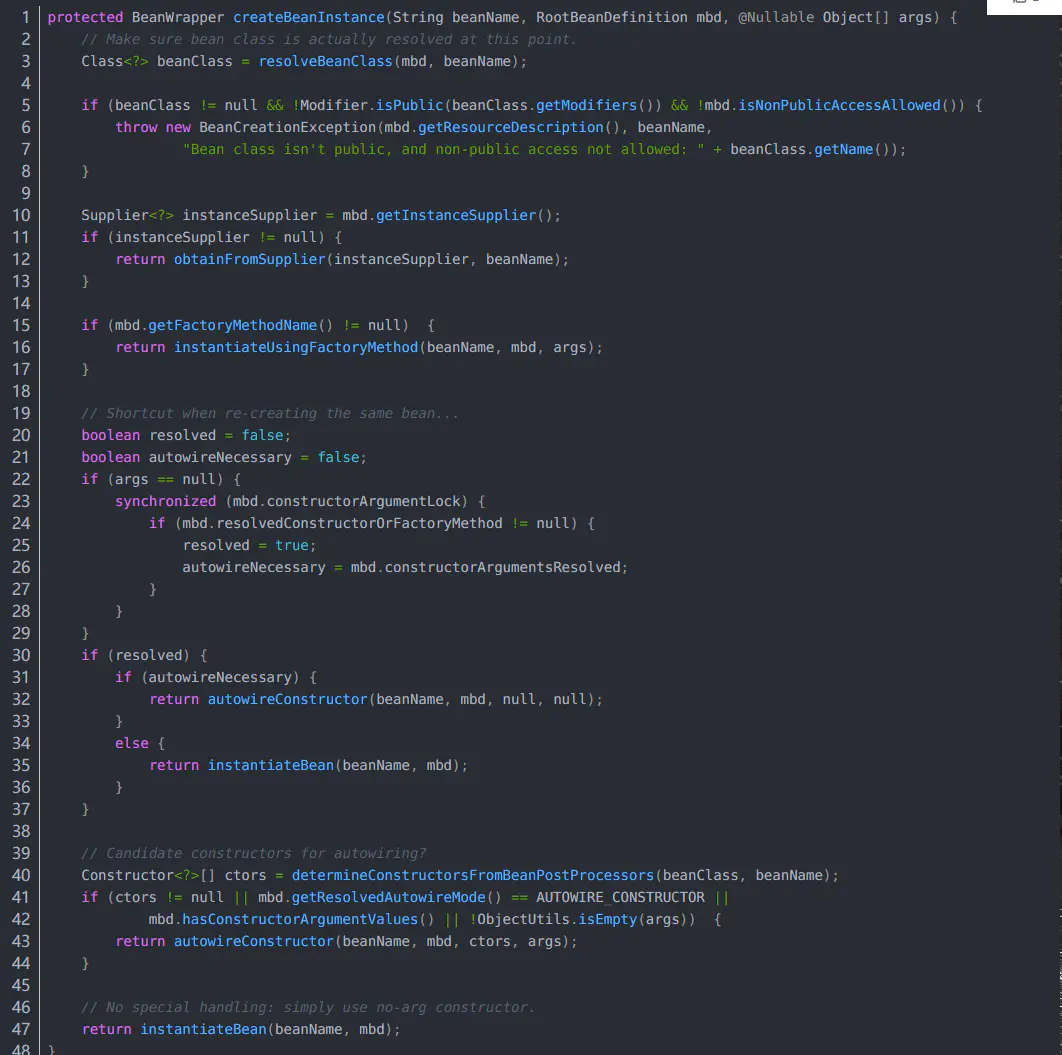 1 protected BeanWrapper createBeanInstance(String beanName, RootBeanDefinition mbd, @Nullable Object[] args) {
2     // Make sure bean class is actually resolved at this point.
3     Class<?> beanClass = resolveBeanClass(mbd, beanName);
4
5     if (beanClass != null && !Modifier.isPublic(beanClass.getModifiers()) && !mbd.isNonPublicAccessAllowed()) {
6         throw new BeanCreationException(mbd.getResourceDescription(), beanName,
7                 "Bean class isn't public, and non-public access not allowed: " + beanClass.getName());
8     }
9
10     Supplier<?> instanceSupplier = mbd.getInstanceSupplier();
11     if (instanceSupplier != null) {
12         return obtainFromSupplier(instanceSupplier, beanName);
13     }
14
15     if (mbd.getFactoryMethodName() != null)  {
16         return instantiateUsingFactoryMethod(beanName, mbd, args);
17     }
18
19     // Shortcut when re-creating the same bean...
20     boolean resolved = false;
21     boolean autowireNecessary = false;
22     if (args == null) {
23         synchronized (mbd.constructorArgumentLock) {
24             if (mbd.resolvedConstructorOrFactoryMethod != null) {
25                 resolved = true;
26                 autowireNecessary = mbd.constructorArgumentsResolved;
27             }
28         }
29     }
30     if (resolved) {
31         if (autowireNecessary) {
32             return autowireConstructor(beanName, mbd, null, null);
33         }
34         else {
35             return instantiateBean(beanName, mbd);
36         }
37     }
38
39     // Candidate constructors for autowiring?
40     Constructor<?>[] ctors = determineConstructorsFromBeanPostProcessors(beanClass, beanName);
41     if (ctors != null || mbd.getResolvedAutowireMode() == AUTOWIRE_CONSTRUCTOR ||
42             mbd.hasConstructorArgumentValues() || !ObjectUtils.isEmpty(args))  {
43         return autowireConstructor(beanName, mbd, ctors, args);
44     }
45
46     // No special handling: simply use no-arg constructor.
47     return instantiateBean(beanName, mbd);
48 }